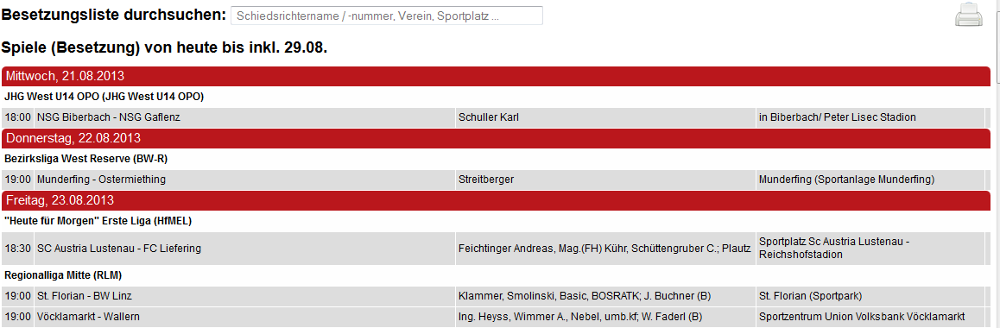 Besetzungsliste durchsuchen: Schiedsrichtername / -nummer, Verein, Sportplatz ...
Spiele (Besetzung) von heute bis inkl. 29.08.
Mittwoch, 21.08.2013
JHG West U14 OPO (JHG West U14 OPO)
18:00 NSG Biberbach - NSG Gaflenz Schuller Karl in Biberbach/ Peter Lisec Stadion
Donnerstag, 22.08.2013
Bezirksliga West Reserve (BW-R)
19:00 Munderfing - Ostermiething Streitberger Munderfing (Sportanlage Munderfing)
Freitag, 23.08.2013
"Heute für Morgen" Erste Liga (HfMEL)
18:30 SC Austria Lustenau - FC Liefering Feichtinger Andreas, Mag.(FH) Kühr, Schüttengruber C.; Plautz Sportplatz Sc Austria Lustenau -
Reichshofstadion
Regionalliga Mitte (RLM)
19:00 St. Florian - BW Linz Klammer, Smolinski, Basic, BOSRATK; J. Buchner (B) St. Florian (Sportpark)
19:00 Vöcklamarkt - Wallern Ing. Heyss, Wimmer A., Nebel, umb.kf; W. Faderl (B) Sportzentrum Union Volksbank Vöcklamarkt